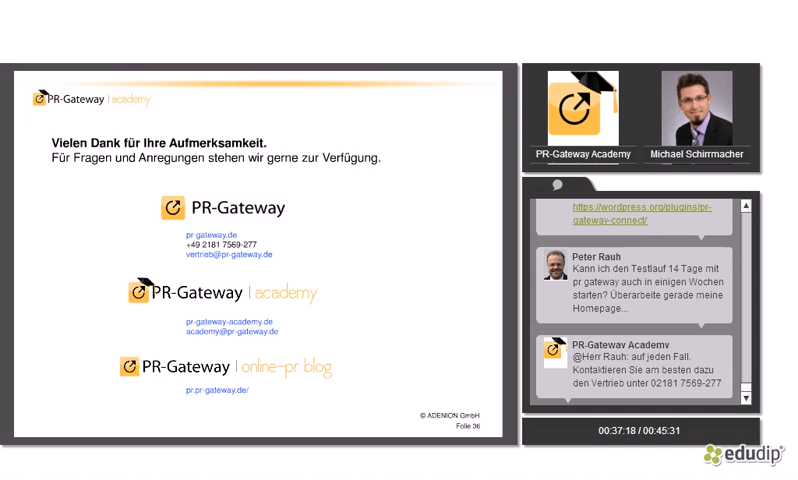 PR-Gateway | academy
Vielen Dank für Ihre Aufmerksamkeit.
Für Fragen und Anregungen stehen wir gerne zur Verfügung.
PR-Gateway
pr-gateway.de
+49 2181 7569-277
vertrieb@pr-gateway.de
PR-Gateway | academy
pr-gateway-academy.de
academy@pr-gateway.de
PR-Gateway | online-pr blog
pr.pr-gateway.de/
© ADENION GmbH
Folie 36
PR-Gateway Academy
Michael Schirrmacher
https://wordpress.org/plugins/pr-
gateway-connect/
Peter Rauh
Kann ich den Testlauf 14 Tage mit
pr gateway auch in einigen Wochen
starten? Überarbeite gerade meine
Homepage...
PR-Gateway Academy
@Herr Rauh: auf jeden Fall.
Kontaktieren Sie am besten dazu
den Vertrieb unter 02181 7569-277
00:37:18 / 00:45:31
edudip